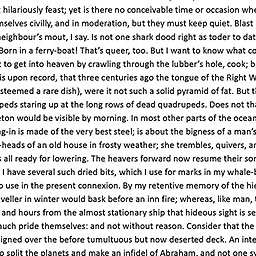 hilariously feast; yet is there no conceivable time or occasion whe
mselves civilly, and in moderation, but they must keep quiet. Blast
neighbour's mout, I say. Is not one shark dood right as toder to dat
Born in a ferry-boat! That's queer, too. But I want to know what co
t to get into heaven by crawling through the lubber's hole, cook; b
is upon record, that three centuries ago the tongue of the Right W
steemed a rare dish), were it not such a solid pyramid of fat. But t
peds staring up at the long rows of dead quadrupeds. Does not tha
eton would be visible by morning. In most other parts of the ocean
ng-in is made of the very best steel; is about the bigness of a man's
-heads of an old house in frosty weather; she trembles, quivers, an
s all ready for lowering. The heavers forward now resume their son
I have several such dried bits, which I use for marks in my whale-b
o use in the present connexion. By my retentive memory of the hie
veller in winter would bask before an inn fire; whereas, like man, t
and hours from the almost stationary ship that hideous sight is se
nuch pride themselves: and not without reason. Consider that the
igned over the before tumultuous but now deserted deck. An inte
o split the planets and make an infidel of Abraham, and not one sy